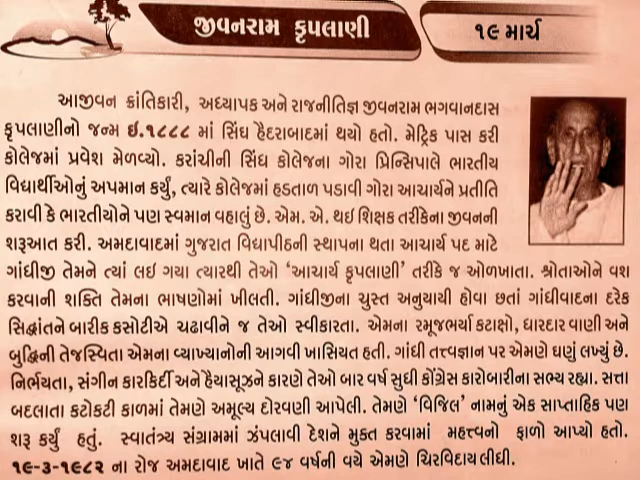 જીવનરામ કૃપલાણી
૧૯ માર્ચ
આજીવન ક્રાંતિકારી, અધ્યાપક અને રાજનીતિજ્ઞ જીવનરામ ભગવાનદાસ
કૃપલાણીનો જન્મ ઇ.૧૮૮૮ માં સિંધ હૈદરાબાદમાં થયો હતો. મેટ્રિક પાસ કરી
કોલેજમાં પ્રવેશ મેળવ્યો. કરાંચીની સિંધ કોલેજના ગોરા પ્રિન્સિપાલે ભારતીય
વિદ્યાર્થીઓનું અપમાન કર્યું, ત્યારે કોલેજમાં હડતાળ પડાવી ગોરા આચાર્યને પ્રતીતિ
કરાવી કે ભારતીયોને પણ સ્વમાન વહાલું છે. એમ. એ. થઇ શિક્ષક તરીકેના જીવનની
શરૂઆત કરી. અમદાવાદમાં ગુજરાત વિદ્યાપીઠની સ્થાપના થતા આચાર્ય પદ માટે
ગાંધીજી તેમને ત્યાં લઇ ગયા ત્યારથી તેઓ ‘આચાર્ય કૃપલાણી’ તરીકે જ ઓળખાતા. શ્રોતાઓને વશ
કરવાની શક્તિ તેમના ભાષણોમાં ખીલતી. ગાંધીજીના ચુસ્ત અનુયાયી હોવા છતાં ગાંધીવાદના દરેક
સિદ્ધાંતને બારીક કસોટીએ ચઢાવીને જ તેઓ સ્વીકારતા. એમના રમૂજભર્યા કટાક્ષો, ધારદાર વાણી અને
બુદ્ધિની તેજસ્વિતા એમના વ્યાખ્યાનોની આગવી ખાસિયત હતી. ગાંધી તત્ત્વજ્ઞાન પર એમણે ઘણું લખ્યું છે.
નિર્ભયતા, સંગીન કારકિર્દી અને હૈયાસૂઝને કારણે તેઓ બાર વર્ષ સુધી કોંગ્રેસ કારોબારીના સભ્ય રહ્યા. સત્તા
બદલાતા કટોકટી કાળમાં તેમણે અમૂલ્ય દોરવણી આપેલી. તેમણે ‘વિજિલ’ નામનું એક સાપ્તાહિક પણ
શરૂ કર્યું હતું. સ્વાતંત્ર્ય સંગ્રામમાં ઝંપલાવી દેશને મુક્ત કરવામાં મહત્ત્વનો ફાળો આપ્યો હતો.
૧૯-૩-૧૯૮૨ ના રોજ અમદાવાદ ખાતે ૯૪ વર્ષની વયે એમણે ચિરવિદાય લીધી.